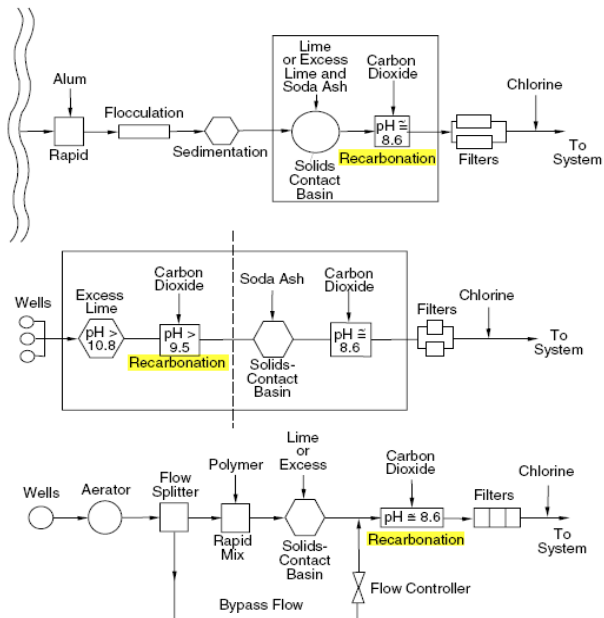 Lime
or Excess
Lime and
Soda Ash
Carbon
Dioxide
Alum
Chlorine
Flocculation
pH ≅
8.6
Rapid
Sedimentation
Recarbonation
Filters
To
System
Solids
Contact
Basin
Excess
Lime
Carbon
Dioxide
Soda Ash
Carbon
Dioxide
Wells
Filters
Chlorine
pH >
10.8
pH >
9.5
pH ≅
8.6
Recarbonation
Solids-
Contact
Basin
To
System
Lime
or
Excess
Polymer
Carbon
Dioxide
Chlorine
Wells
Aerator
Flow
Splitter
Filters
pH ≅ 8.6
Rapid
Mix
Solids-
Contact
Basin
Recarbonation
To
System
Flow Controller
Bypass Flow